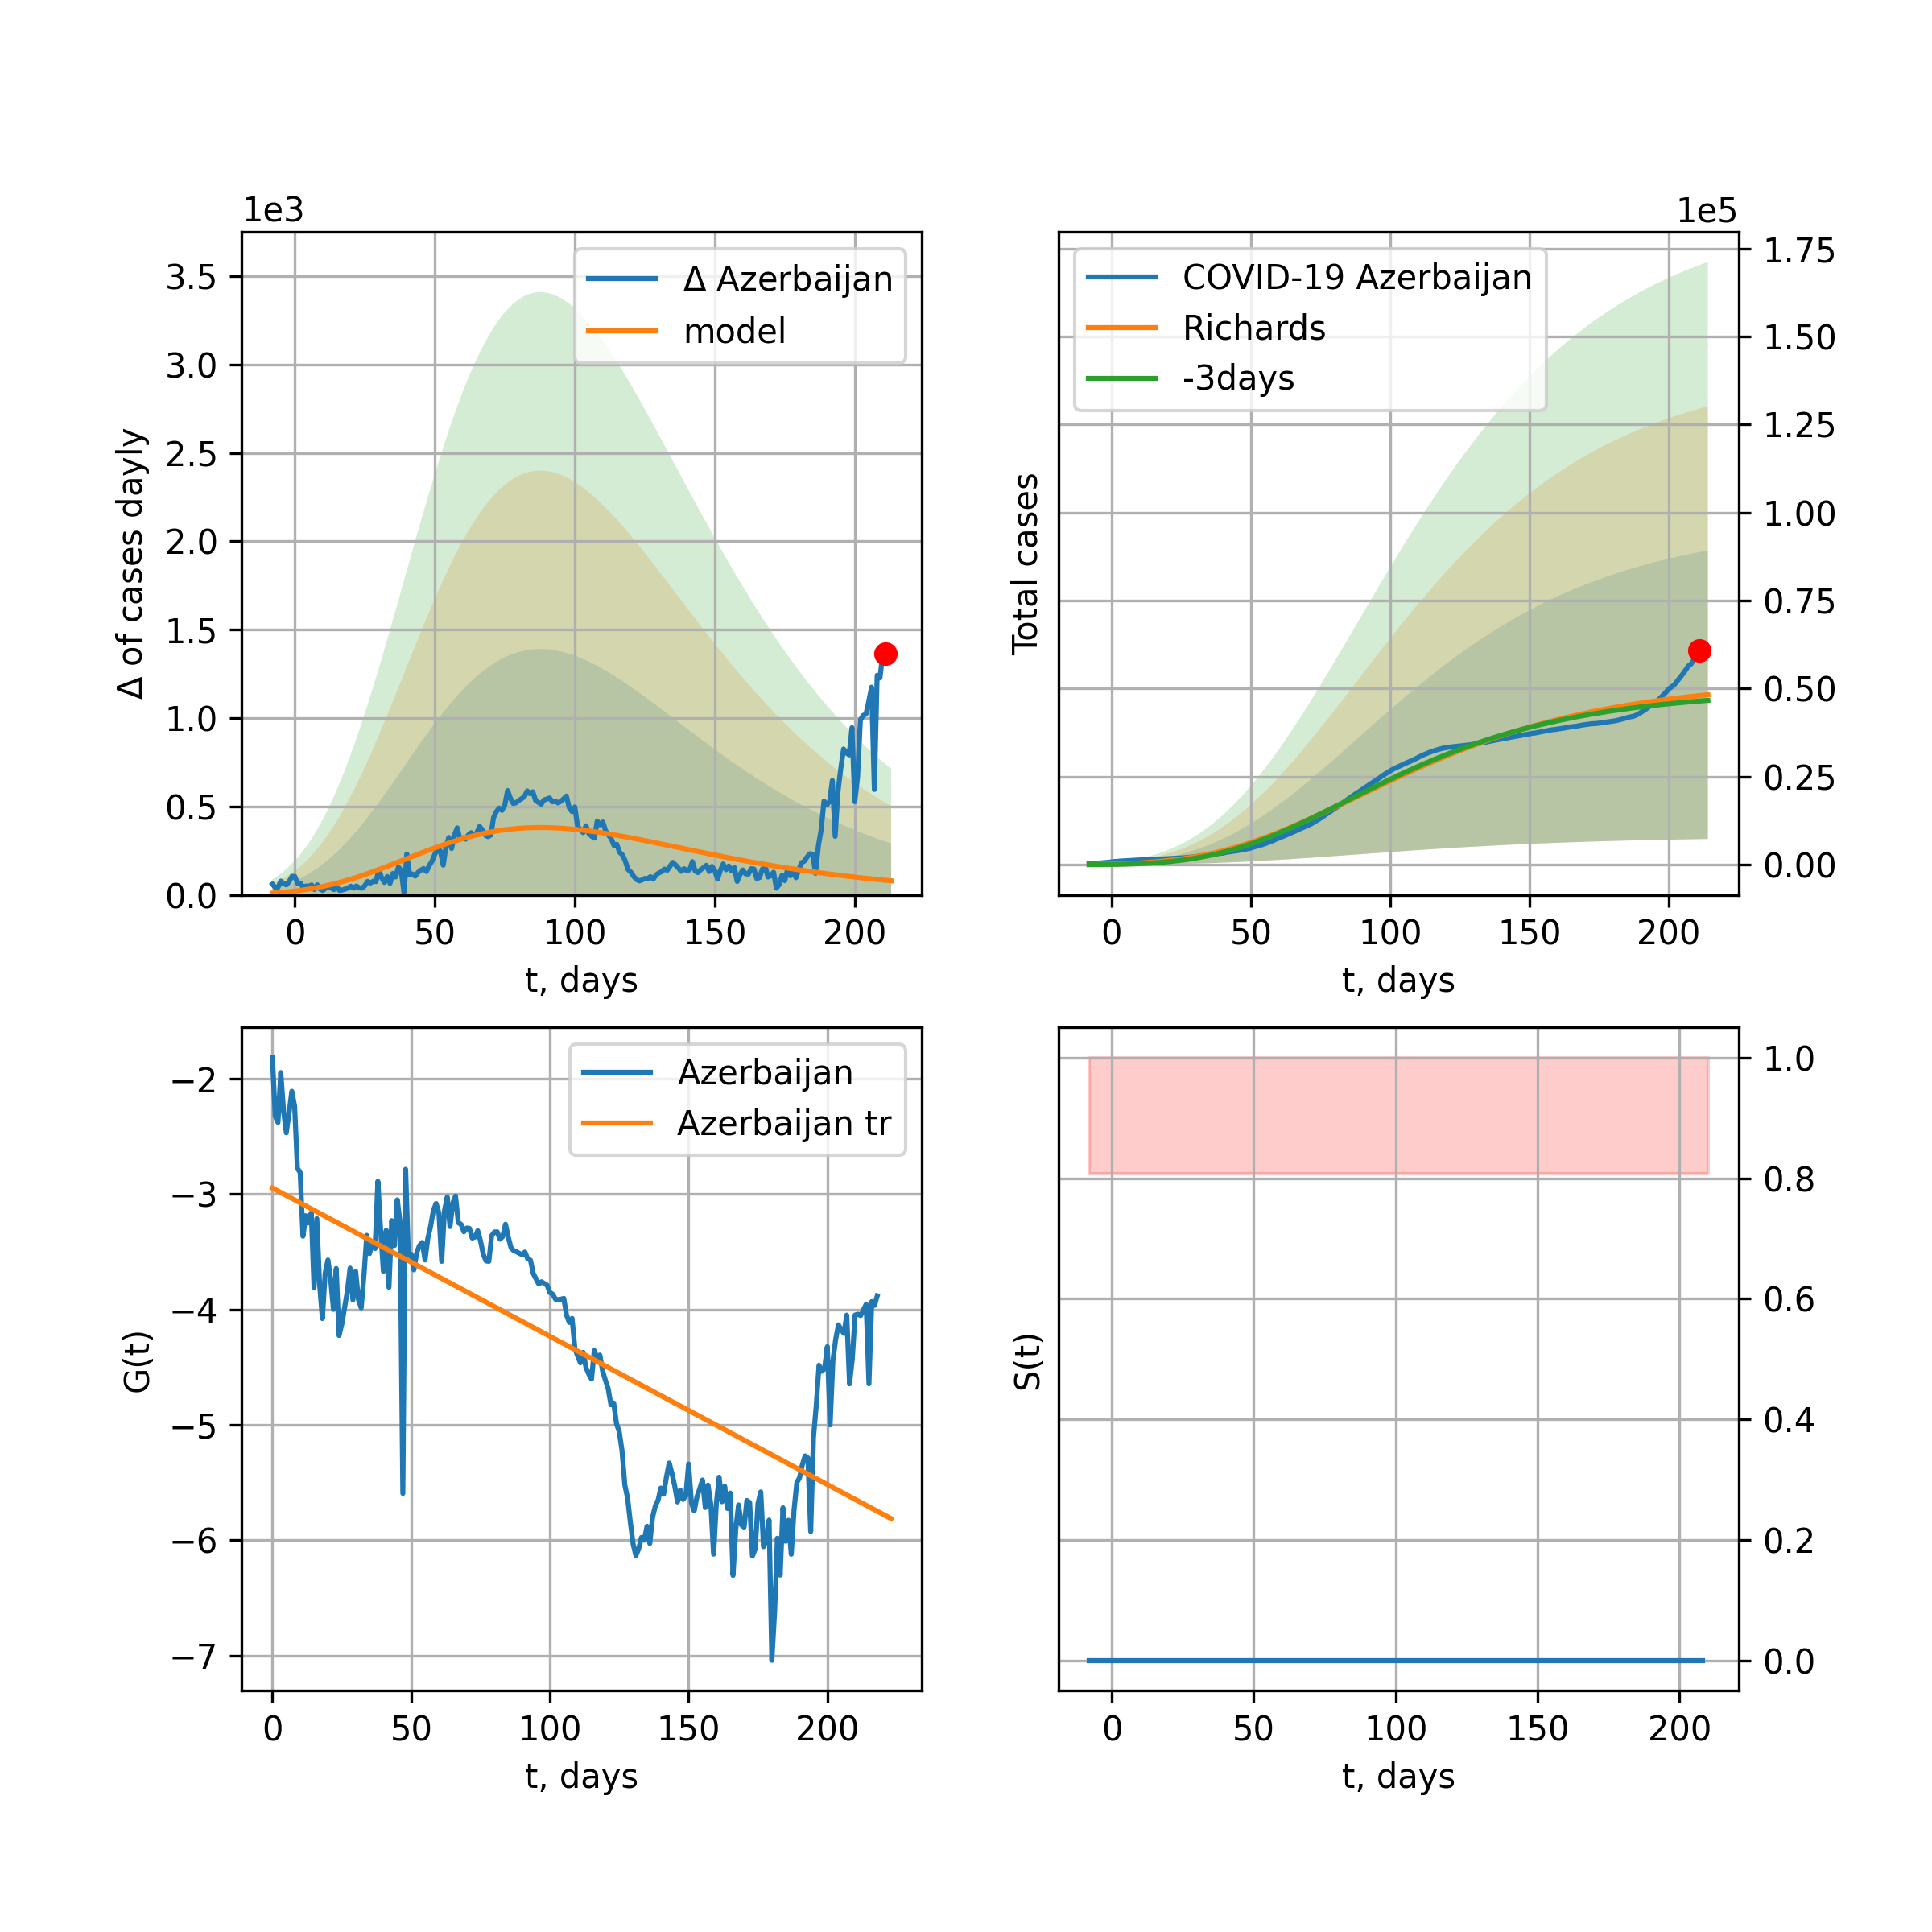 1e3
Δ of cases dayly
3.5
3.0
2.5
2.0
1.5
1.0
0.5
0.0
Δ Azerbaijan
model
0 50 100 150 200
t, days
1e5
Total cases
COVID-19 Azerbaijan
Richards
-3days
1.75
1.50
1.25
1.00
0.75
0.50
0.25
0.00
0 50 100 150 200
t, days
G(t)
−2
−3
−4
−5
−6
−7
Azerbaijan
Azerbaijan tr
0 50 100 150 200
t, days
S(t)
1.0
0.8
0.6
0.4
0.2
0.0
0 50 100 150 200
t, days